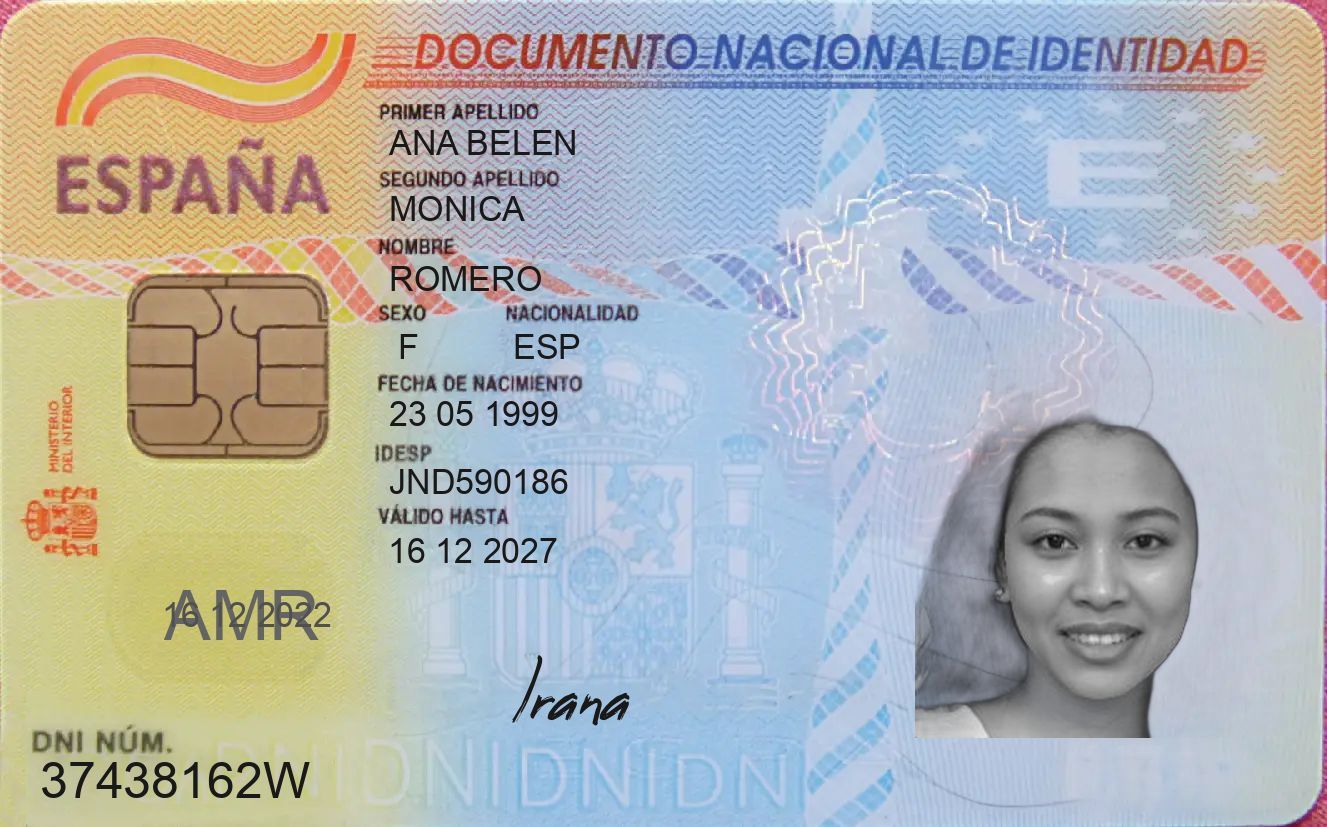 DOCUMENTO NACIONAL DE IDENTIDAD
ESPAÑA
E
PRIMER APELLIDO
ANA BELEN
SEGUNDO APELLIDO
MONICA
NOMBRE
ROMERO
SEXO NACIONALIDAD
F ESP
FECHA DE NACIMIENTO
23 05 1999
IDESP
JND590186
VÁLIDO HASTA
16 12 2027
MINISTERIO
DEL INTERIOR
AMR
16 12 2022
Irana
DNI NÚM.
37438162W
DNIDNIDNIDNI